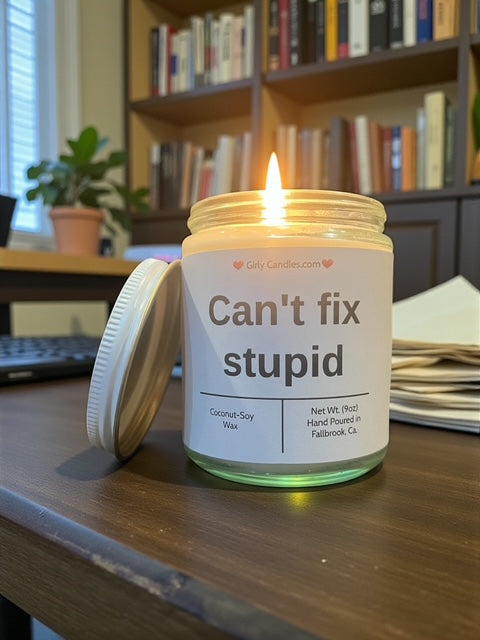 ❤ Girly Candles.com ❤
Can't fix
stupid
Coconut-Soy
Wax
Net Wt. (9oz)
Hand Poured in
Fallbrook, Ca.